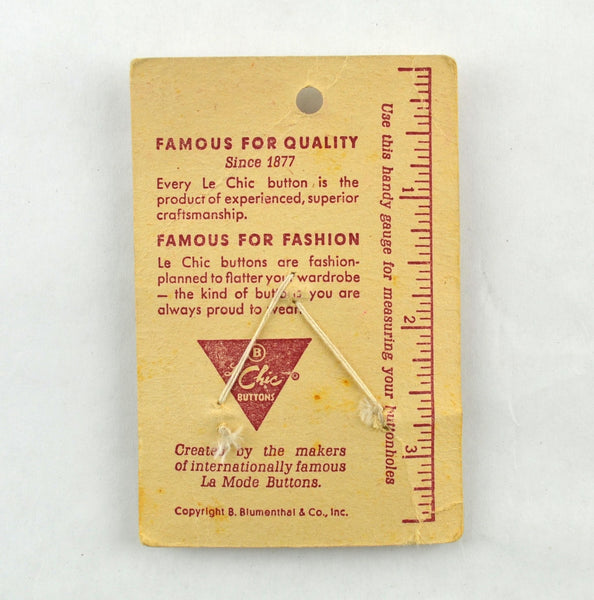 FAMOUS FOR QUALITY
Since 1877
Every Le Chic button is the
product of experienced, superior
craftsmanship.
FAMOUS FOR FASHION
Le Chic buttons are fashion-
planned to flatter your wardrobe
— the kind of buttons you are
always proud to wear.
B
Le Chic ®
BUTTONS
Created by the makers
of internationally famous
La Mode Buttons.
Copyright B. Blumenthal & Co., Inc.
Use this handy gauge for measuring your buttonholes
1
2
3